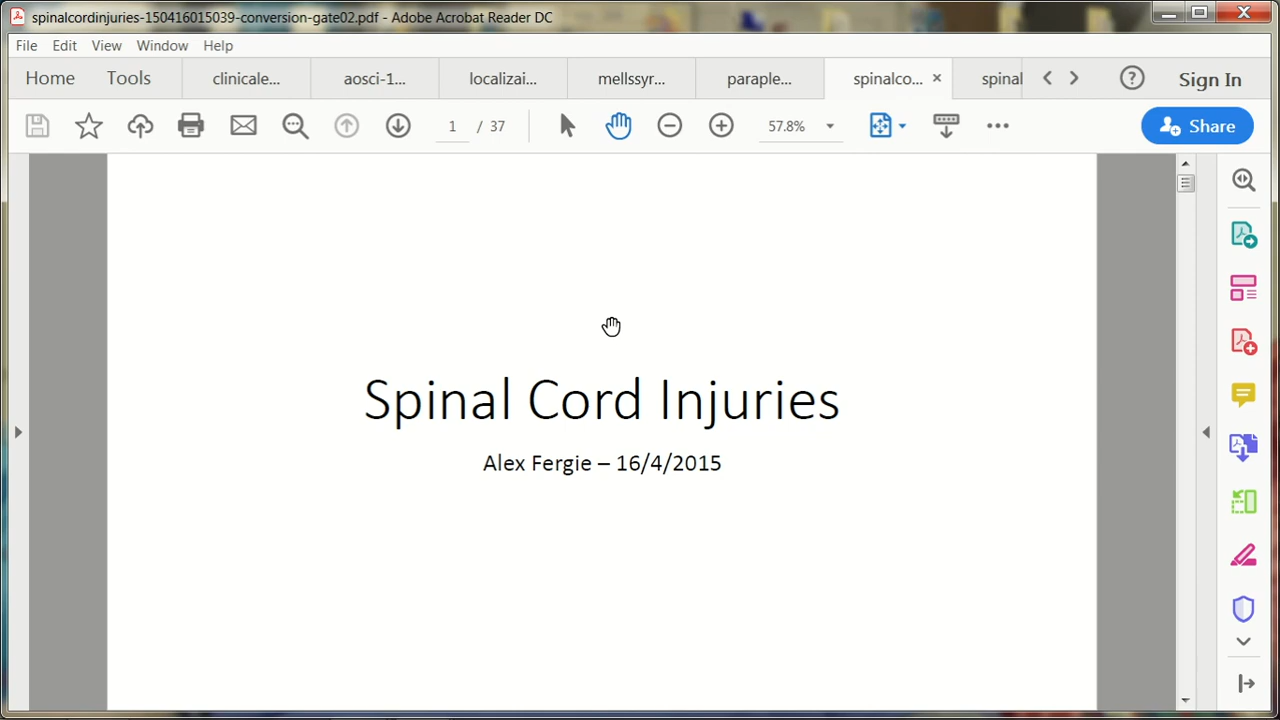 spinalcordinjuries-150416015039-conversion-gate02.pdf - Adobe Acrobat Reader DC
File Edit View Window Help
Home Tools clinicale... aosci-1... localizai... mellssyr... paraple... spinalco... spinal Sign In
1 / 37 57.8% Share
Spinal Cord Injuries
Alex Fergie – 16/4/2015